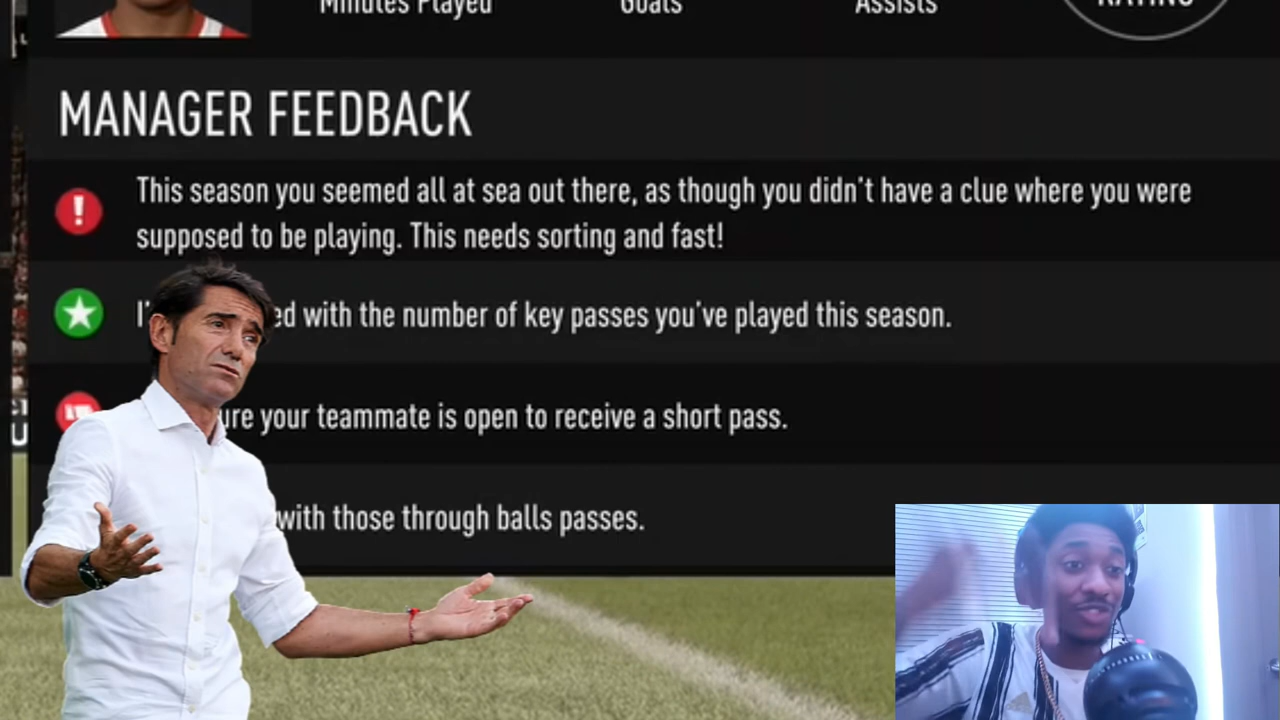 Minutes Played Goals Assists RATING
MANAGER FEEDBACK
This season you seemed all at sea out there, as though you didn't have a clue where you were
supposed to be playing. This needs sorting and fast!
with the number of key passes you've played this season.
your teammate is open to receive a short pass.
with those through balls passes.